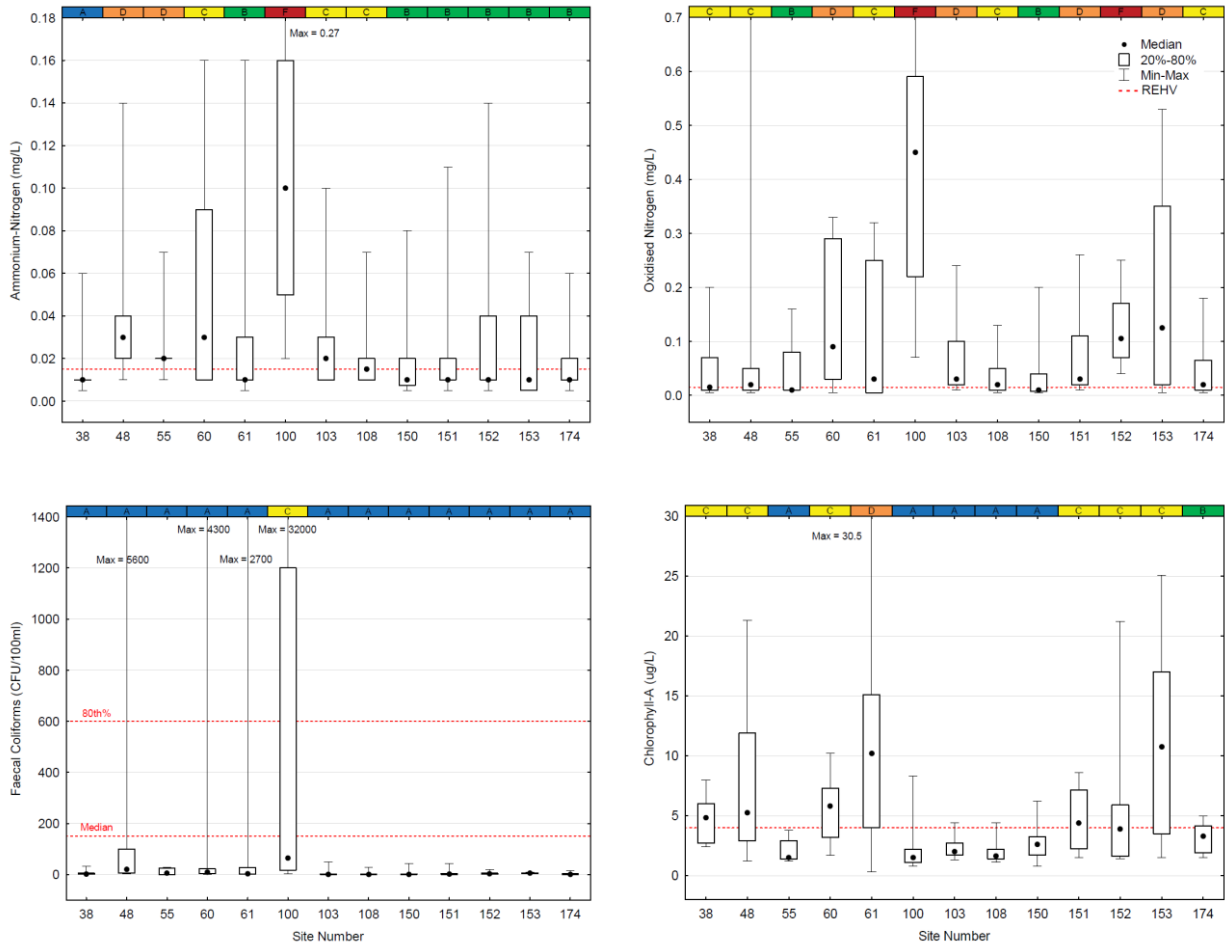 A D D C B F C C B B B B B
Max = 0.27
0.18
0.16
0.14
0.12
0.10
0.08
0.06
0.04
0.02
0.00
Ammonium-Nitrogen (mg/L)
38 48 55 60 61 100 103 108 150 151 152 153 174
C C B D C F D C B D F D C
Median
20%-80%
Min-Max
REHV
0.7
0.6
0.5
0.4
0.3
0.2
0.1
0.0
Oxidised Nitrogen (mg/L)
38 48 55 60 61 100 103 108 150 151 152 153 174
A A A A A C A A A A A A A
Max = 4300 Max = 32000
Max = 5600 Max = 2700
80th%
Median
1400
1200
1000
800
600
400
200
0
Faecal Coliforms (CFU/100ml)
38 48 55 60 61 100 103 108 150 151 152 153 174
Site Number
C C A C D A A A A C C C B
Max = 30.5
30
25
20
15
10
5
0
Chlorophyll-A (ug/L)
38 48 55 60 61 100 103 108 150 151 152 153 174
Site Number